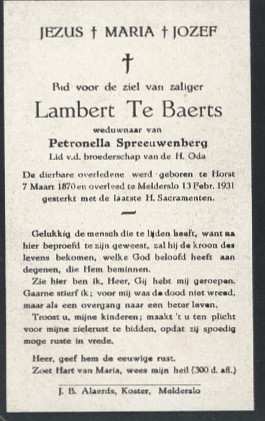 JEZUS † MARIA † JOZEF
†
Bid voor de ziel van zaliger
Lambert Te Baerts
weduwnaar van
Petronella Spreeuwenberg
Lid v.d. broederschap van de H. Oda
De dierbare overledene werd geboren te Horst
7 Maart 1870 en overleed te Melderslo 13 Febr. 1931
gesterkt met de laatste H. Sacramenten.
Gelukkig de mensch die te lijden heeft, want na
hier beproefd te zijn geweest, zal hij de kroon des
levens bekomen, welke God beloofd heeft aan
degenen, die Hem beminnen.
Zie hier ben ik, Heer, Gij hebt mij geroepen.
Gaarne stierf ik; voor mij was de dood niet wreed,
maar als een overgang naar een beter leven.
Troost u, mijne kinderen; maakt 't u ten plicht
voor mijne zielerust te bidden, opdat zij spoedig
moge ruste in vrede.
Heer, geef hem de eeuwige rust.
Zoet Hart van Maria, wees mijn heil (300 d. afl.)
J. B. Alaerds, Koster, Melderslo